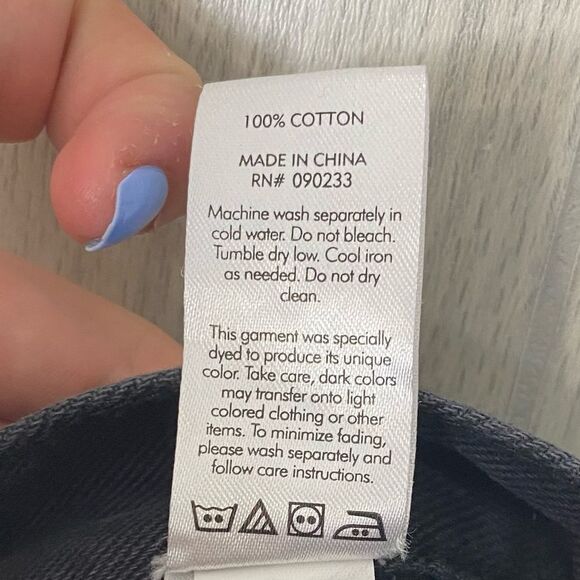 100% COTTON
MADE IN CHINA
RN# 090233
Machine wash separately in
cold water. Do not bleach.
Tumble dry low. Cool iron
as needed. Do not dry
clean.
This garment was specially
dyed to produce its unique
color. Take care, dark colors
may transfer onto light
colored clothing or other
items. To minimize fading,
please wash separately and
follow care instructions.